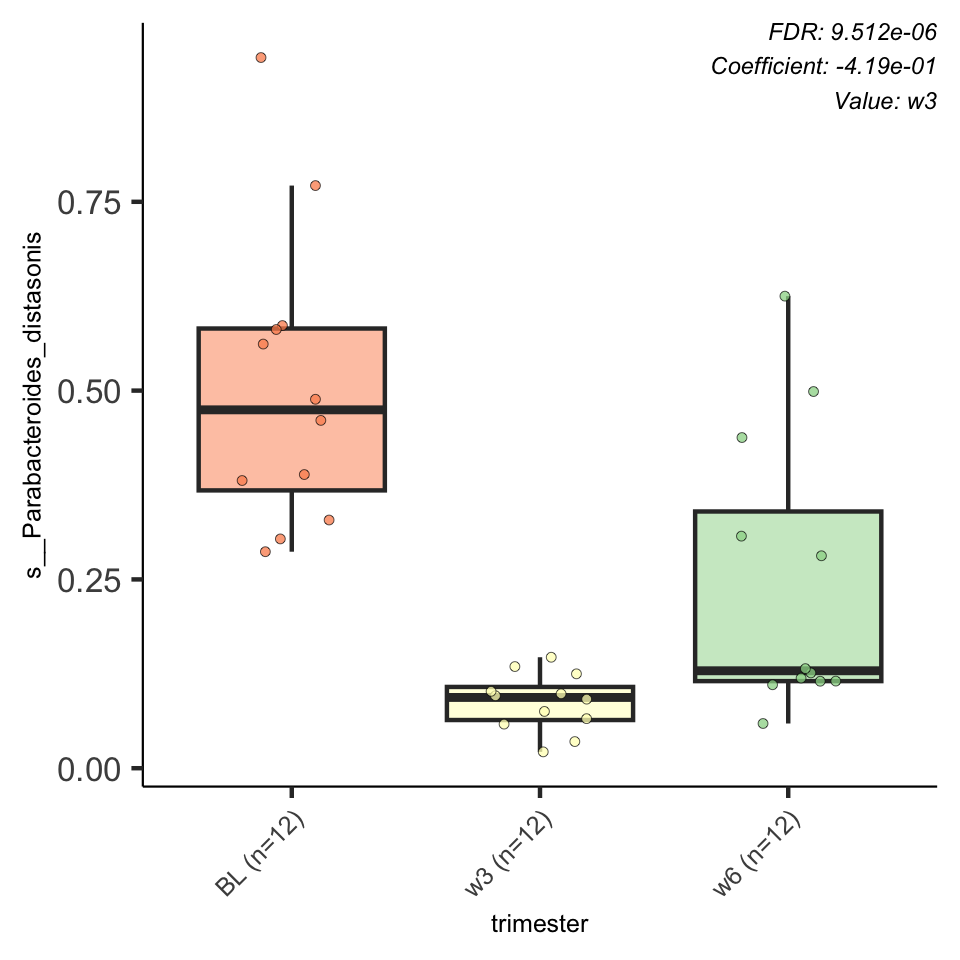 FDR: 9.512e-06
Coefficient: -4.19e-01
Value: w3
s__Parabacteroides_distasonis
0.75
0.50
0.25
0.00
BL (n=12)
w3 (n=12)
w6 (n=12)
trimester